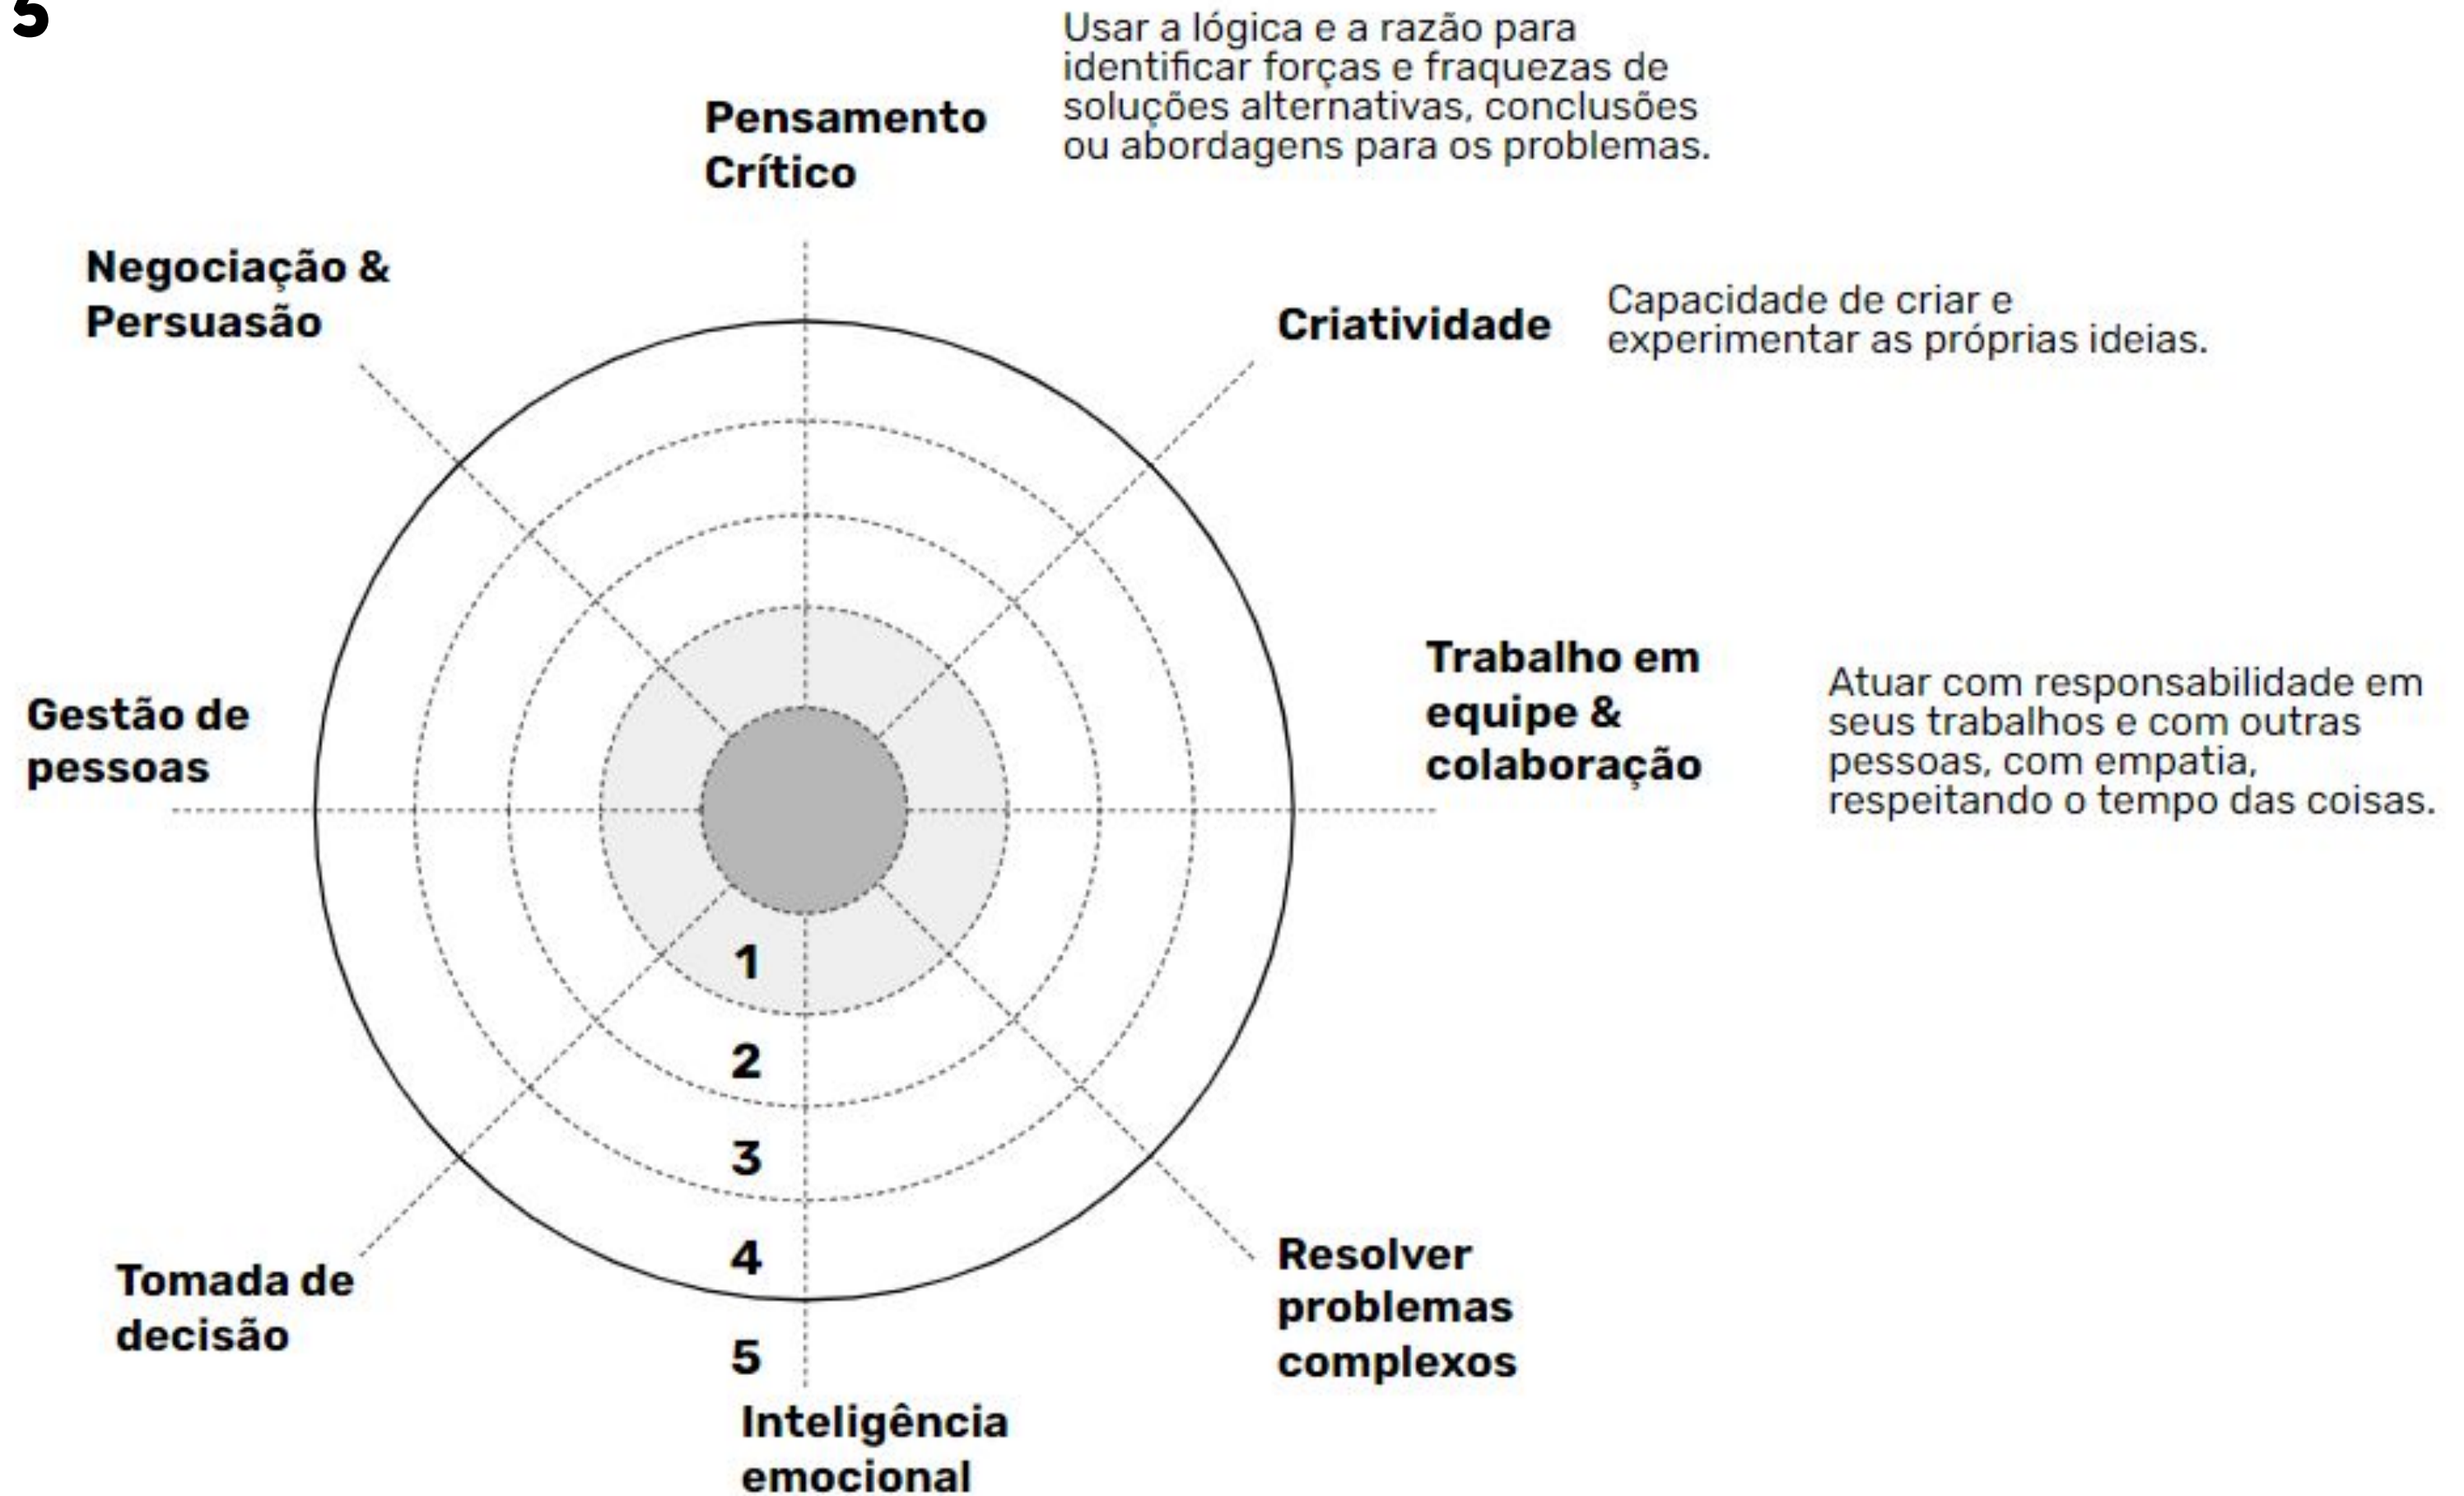 Usar a lógica e a razão para
identificar forças e fraquezas de
soluções alternativas, conclusões
ou abordagens para os problemas.
Pensamento
Crítico
Negociação &
Persuasão
Criatividade
Capacidade de criar e
experimentar as próprias ideias.
Trabalho em
equipe &
colaboração
Atuar com responsabilidade em
seus trabalhos e com outras
pessoas, com empatia,
respeitando o tempo das coisas.
Gestão de
pessoas
1
2
3
4
5
Tomada de
decisão
Resolver
problemas
complexos
Inteligência
emocional